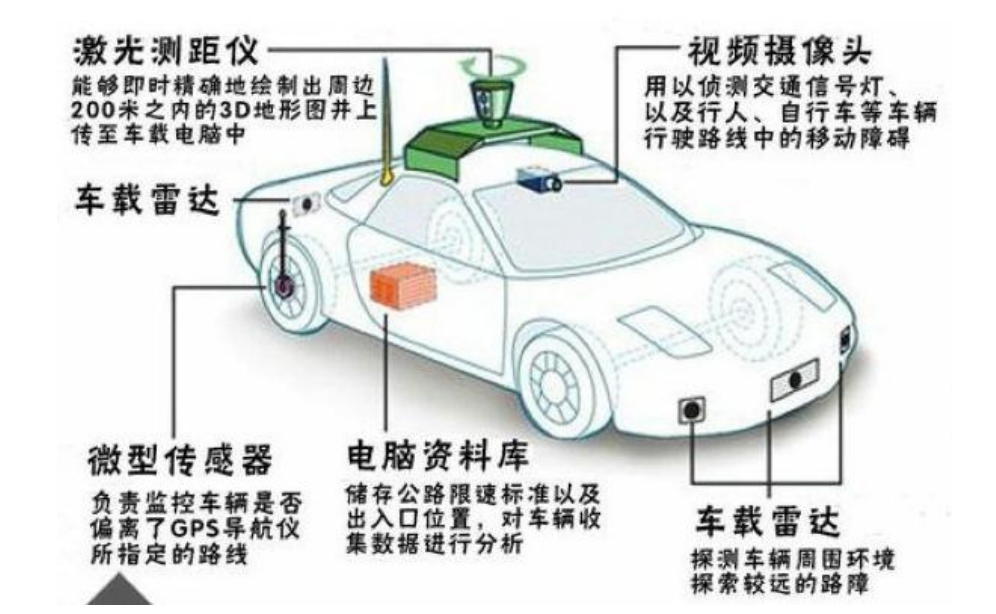 激光测距仪
能够即时精确地绘制出周边
200米之内的3D地形图并上
传至车载电脑中
视频摄像头
用以侦测交通信号灯、
以及行人、自行车等车辆
行驶路线中的移动障碍
车载雷达
微型传感器
负责监控车辆是否
偏离了GPS导航仪
所指定的路线
电脑资料库
储存公路限速标准以及
出入口位置，对车辆收
集数据进行分析
车载雷达
探测车辆周围环境
探索较远的路障